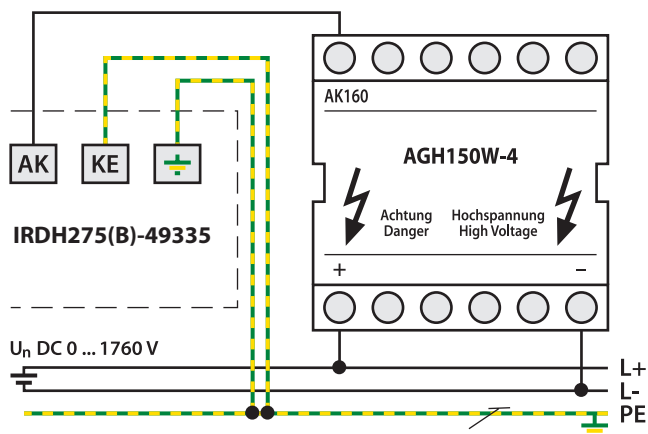 AK160
AGH150W-4
AK
KE
Achtung
Danger
Hochspannung
High Voltage
IRDH275(B)-49335
+
–
Un DC 0 ... 1760 V
L+
L-
PE